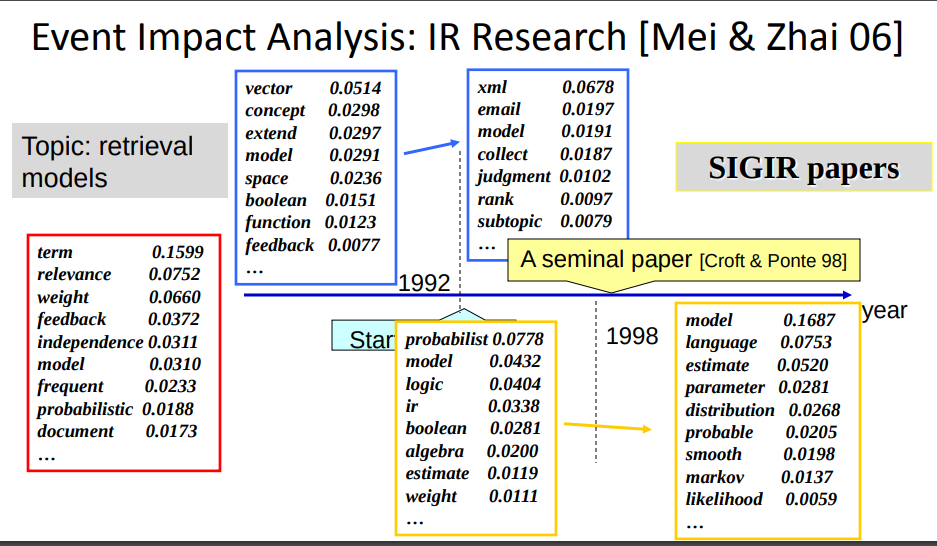 Event Impact Analysis: IR Research [Mei & Zhai 06]
Topic: retrieval
models
vector 0.0514
concept 0.0298
extend 0.0297
model 0.0291
space 0.0236
boolean 0.0151
function 0.0123
feedback 0.0077
…
xml 0.0678
email 0.0197
model 0.0191
collect 0.0187
judgment 0.0102
rank 0.0097
subtopic 0.0079
…
SIGIR papers
term 0.1599
relevance 0.0752
weight 0.0660
feedback 0.0372
independence 0.0311
model 0.0310
frequent 0.0233
probabilistic 0.0188
document 0.0173
…
A seminal paper [Croft & Ponte 98]
1992
year
1998
probabilist 0.0778
model 0.0432
logic 0.0404
ir 0.0338
boolean 0.0281
algebra 0.0200
estimate 0.0119
weight 0.0111
…
model 0.1687
language 0.0753
estimate 0.0520
parameter 0.0281
distribution 0.0268
probable 0.0205
smooth 0.0198
markov 0.0137
likelihood 0.0059
…